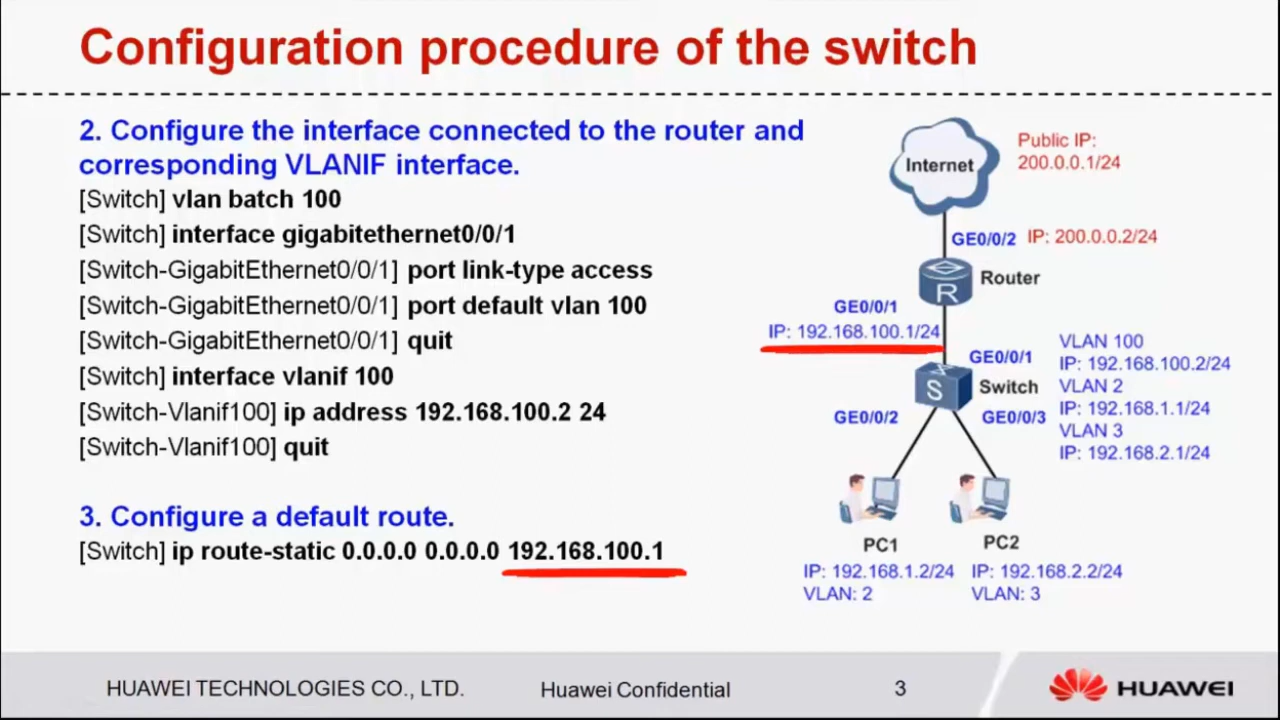 Configuration procedure of the switch
2. Configure the interface connected to the router and
corresponding VLANIF interface.
[Switch] vlan batch 100
[Switch] interface gigabitethernet0/0/1
[Switch-GigabitEthernet0/0/1] port link-type access
[Switch-GigabitEthernet0/0/1] port default vlan 100
[Switch-GigabitEthernet0/0/1] quit
[Switch] interface vlanif 100
[Switch-Vlanif100] ip address 192.168.100.2 24
[Switch-Vlanif100] quit
3. Configure a default route.
[Switch] ip route-static 0.0.0.0 0.0.0.0 192.168.100.1
Internet
Public IP:
200.0.0.1/24
GE0/0/2 IP: 200.0.0.2/24
R
Router
GE0/0/1
IP: 192.168.100.1/24
GE0/0/1
S
Switch
VLAN 100
IP: 192.168.100.2/24
VLAN 2
IP: 192.168.1.1/24
VLAN 3
IP: 192.168.2.1/24
GE0/0/2
GE0/0/3
PC1
IP: 192.168.1.2/24
VLAN: 2
PC2
IP: 192.168.2.2/24
VLAN: 3
HUAWEI TECHNOLOGIES CO., LTD.
Huawei Confidential
3
HUAWEI